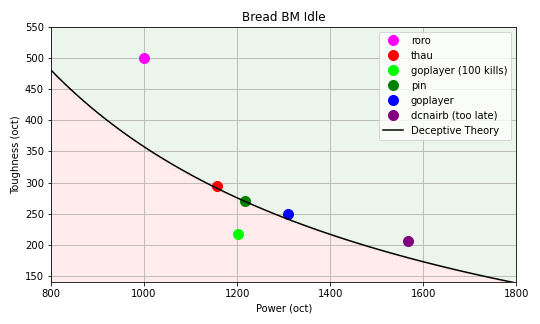 Bread BM Idle
550
500
450
400
350
300
250
200
150
Toughness (oct)
roro
thau
goplayer (100 kills)
pin
goplayer
dcnairb (too late)
Deceptive Theory
800 1000 1200 1400 1600 1800
Power (oct)